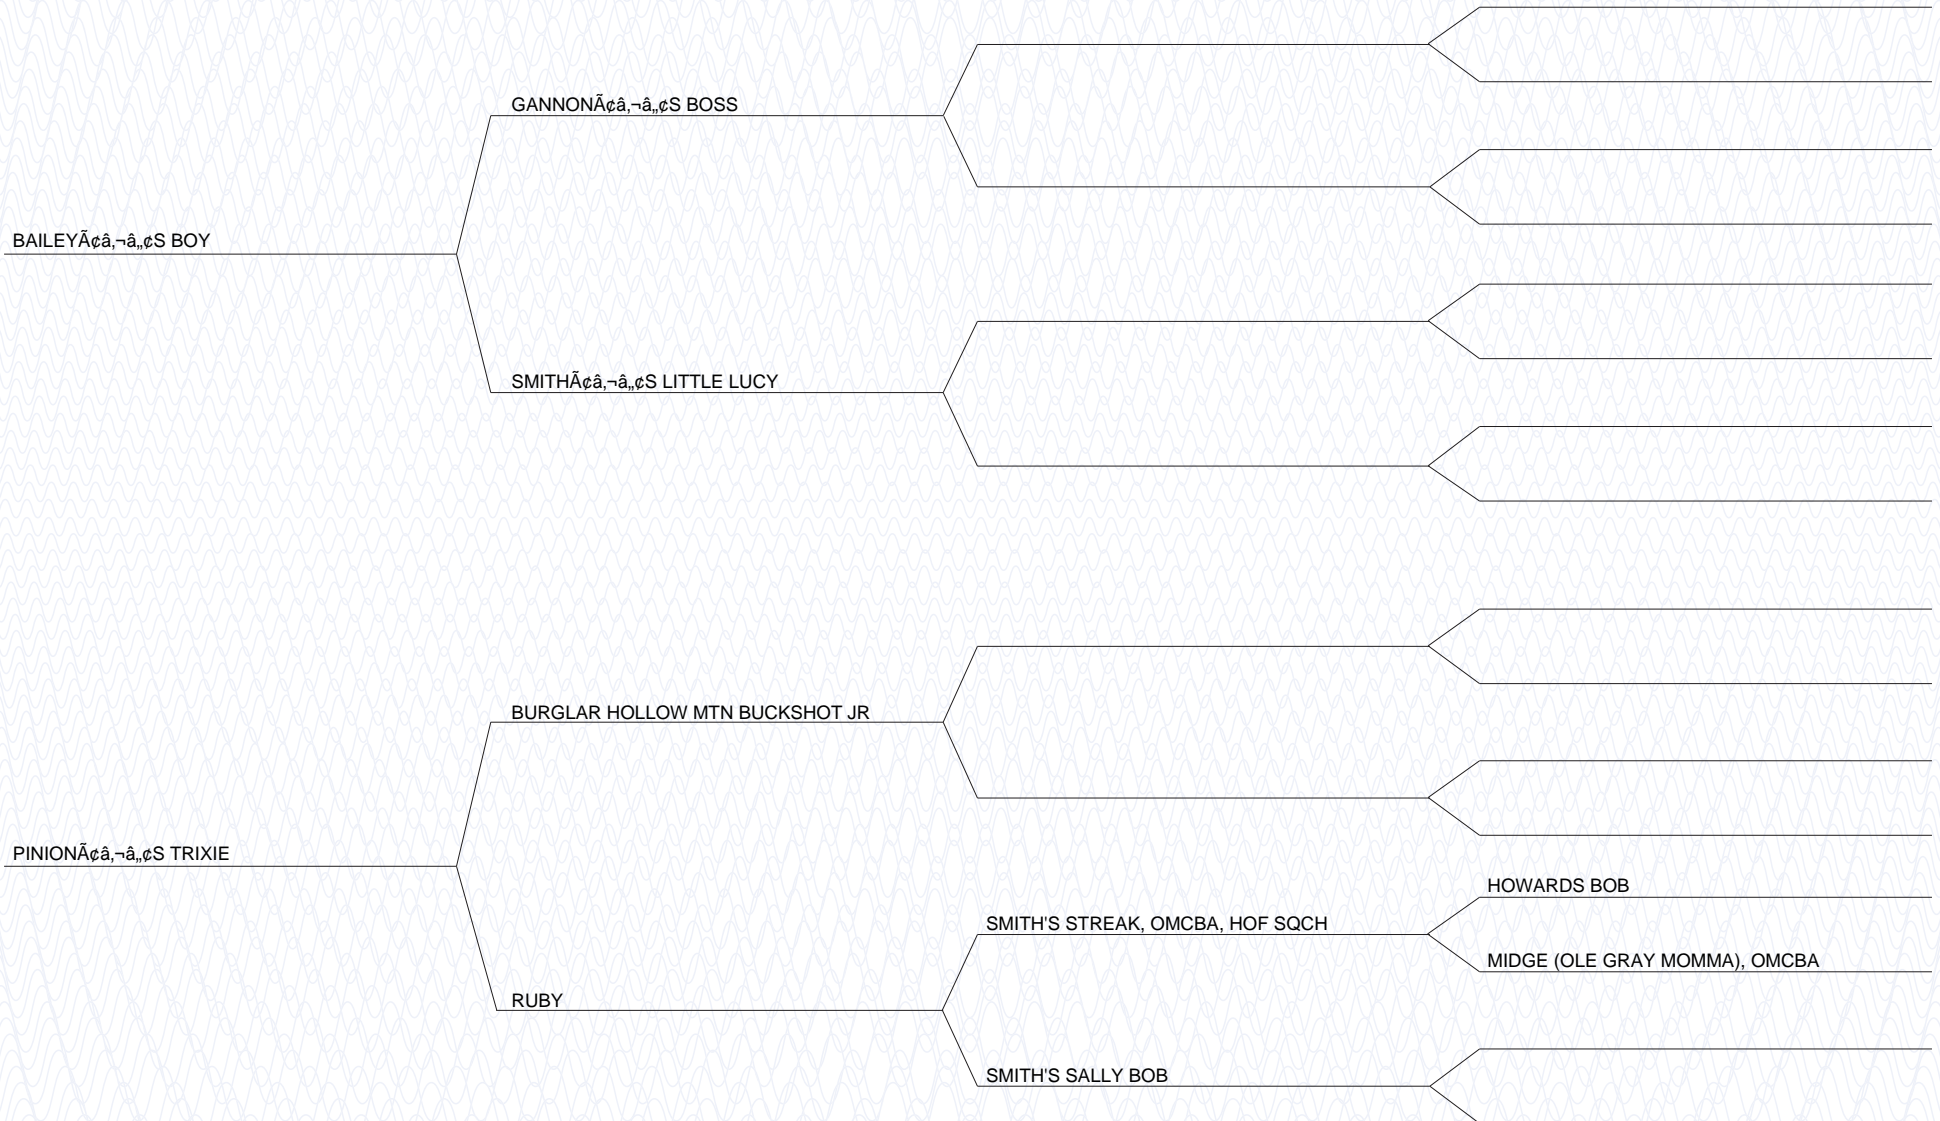 GANNONÃ¢â‚¬â„¢S BOSS
BAILEYÃ¢â‚¬â„¢S BOY
SMITHÃ¢â‚¬â„¢S LITTLE LUCY
BURGLAR HOLLOW MTN BUCKSHOT JR
PINIONÃ¢â‚¬â„¢S TRIXIE
HOWARDS BOB
SMITH'S STREAK, OMCBA, HOF SQCH
MIDGE (OLE GRAY MOMMA), OMCBA
RUBY
SMITH'S SALLY BOB